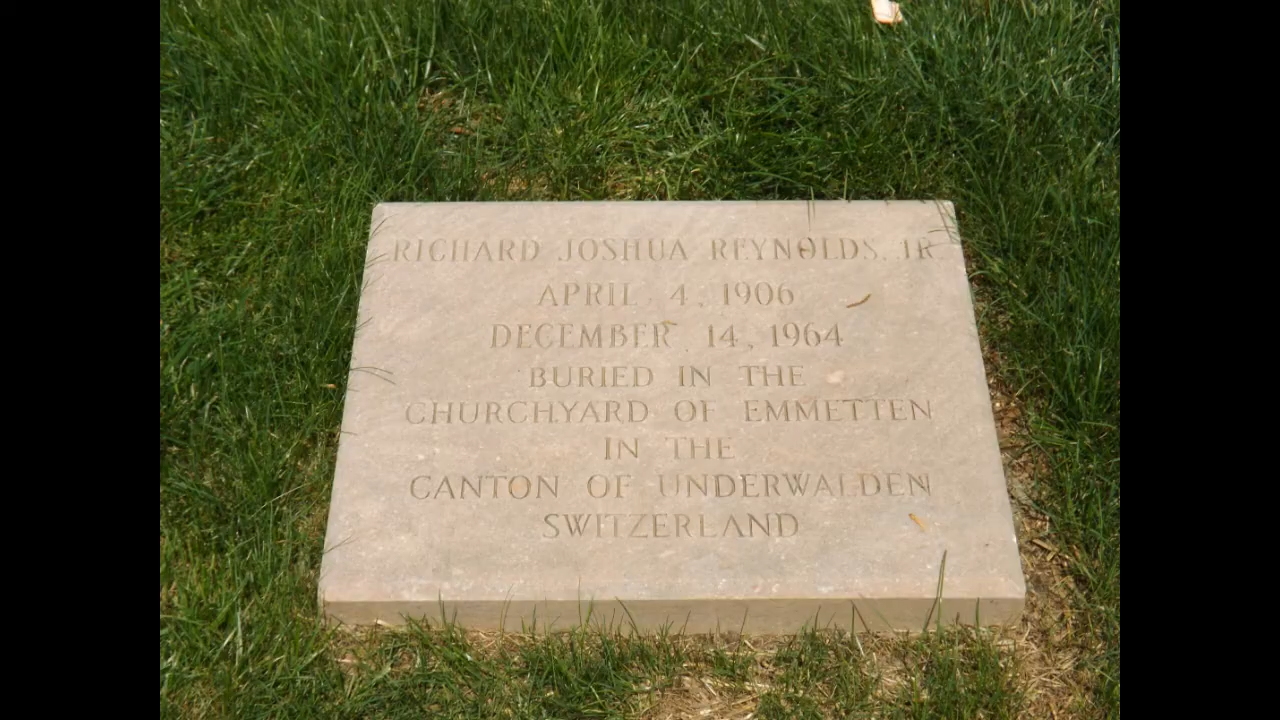 RICHARD JOSHUA REYNOLDS, JR
APRIL 4, 1906
DECEMBER 14, 1964
BURIED IN THE
CHURCHYARD OF EMMETTEN
IN THE
CANTON OF UNDERWALDEN
SWITZERLAND